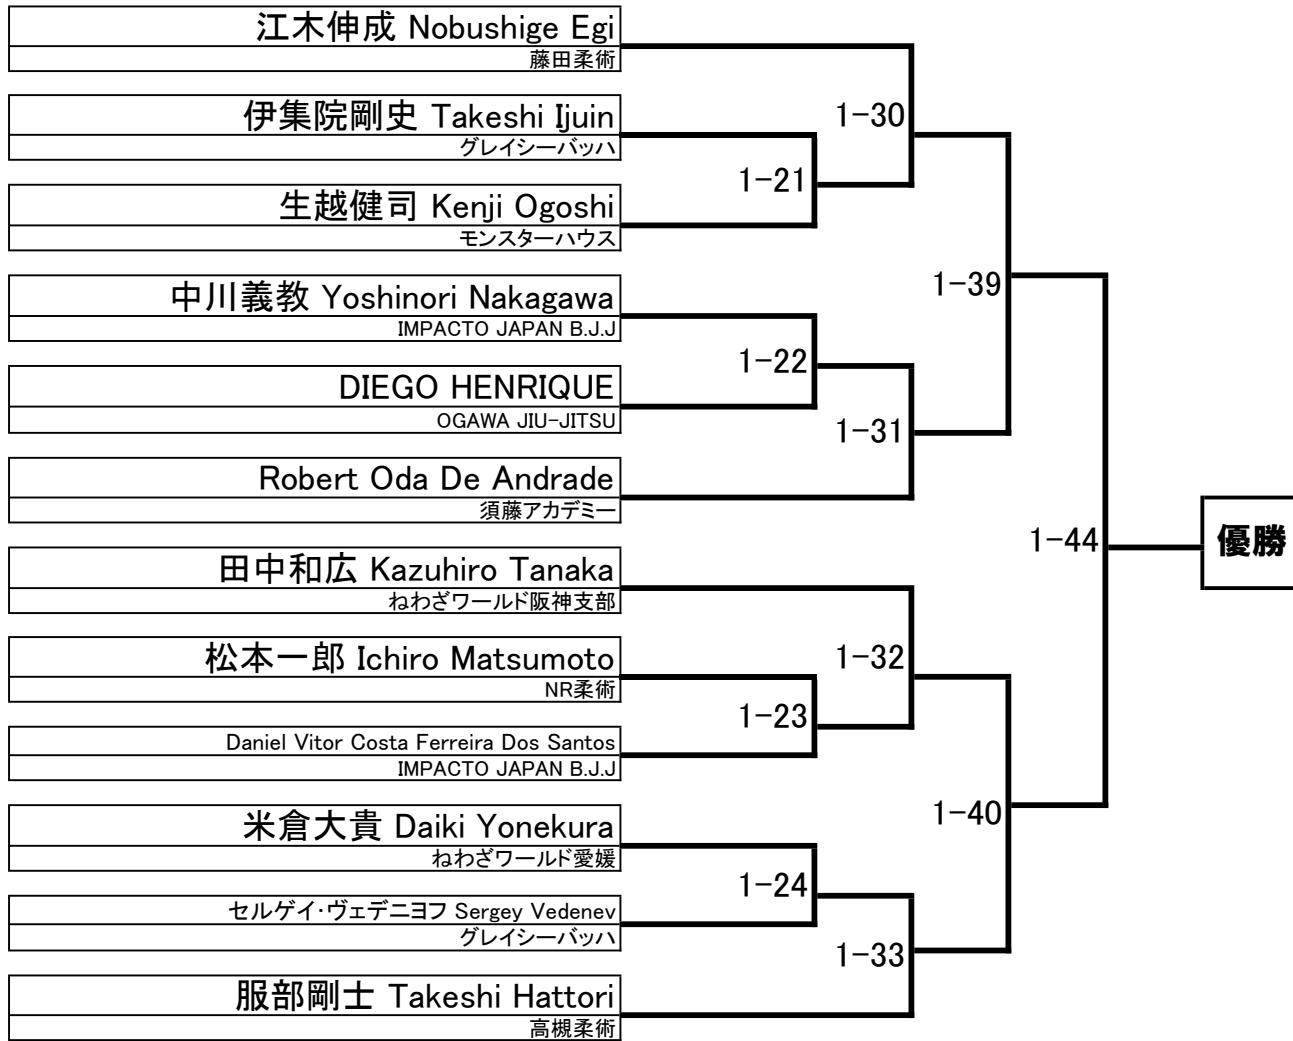 江木伸成 Nobushige Egi
藤田柔術
伊集院剛史 Takeshi Ijuin
グレイシーバッハ
1-30
1-21
生越健司 Kenji Ogoshi
モンスターハウス
中川義教 Yoshinori Nakagawa
IMPACTO JAPAN B.J.J
1-39
1-22
DIEGO HENRIQUE
OGAWA JIU-JITSU
1-31
Robert Oda De Andrade
須藤アカデミー
1-44
優勝
田中和広 Kazuhiro Tanaka
ねわざワールド阪神支部
松本一郎 Ichiro Matsumoto
NR柔術
1-32
1-23
Daniel Vitor Costa Ferreira Dos Santos
IMPACTO JAPAN B.J.J
米倉大貴 Daiki Yonekura
ねわざワールド愛媛
1-40
1-24
セルゲイ・ヴェデニヨフ Sergey Vedenev
グレイシーバッハ
1-33
服部剛士 Takeshi Hattori
高槻柔術